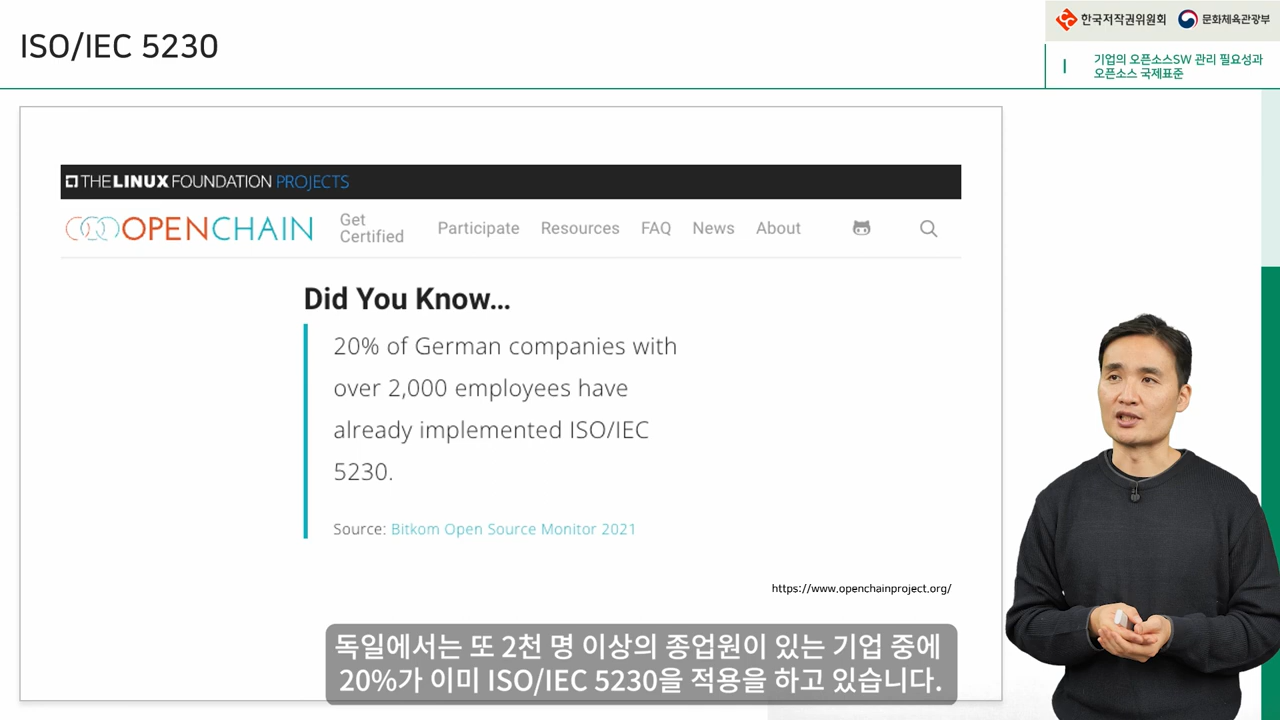 ISO/IEC 5230
한국저작권위원회
문화체육관광부
I
기업의 오픈소스SW 관리 필요성과
오픈소스 국제표준
THE LINUX FOUNDATION PROJECTS
OPENCHAIN
Get
Certified
Participate
Resources
FAQ
News
About
Did You Know...
20% of German companies with
over 2,000 employees have
already implemented ISO/IEC
5230.
Source: Bitkom Open Source Monitor 2021
https://www.openchainproject.org/
독일에서는 또 2천 명 이상의 종업원이 있는 기업 중에
20%가 이미 ISO/IEC 5230을 적용을 하고 있습니다.